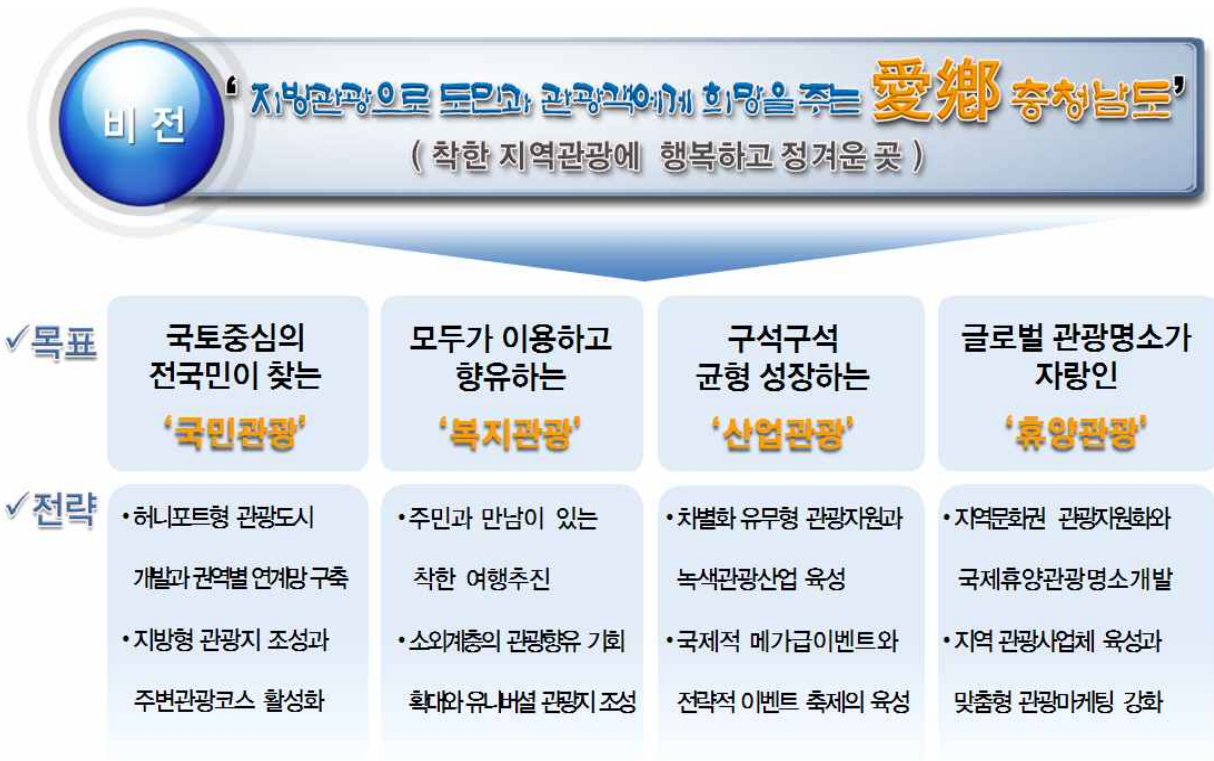 비전
‘지방관광으로 도민과 관광객에게 희망을 주는 愛鄕 충청남도’
( 착한 지역관광에 행복하고 정겨운 곳 )
✓목표
국토중심의
전국민이 찾는
‘국민관광’
모두가 이용하고
향유하는
‘복지관광’
구석구석
균형 성장하는
‘산업관광’
글로벌 관광명소가
자랑인
‘휴양관광’
✓전략
•허니포트형 관광도시
개발과 권역별 연계망 구축
•지방형 관광지 조성과
주변관광코스 활성화
•주민과 만남이 있는
착한 여행추진
•소외계층의 관광향유 기회
확대와 유니버셜 관광지 조성
•차별화 유무형 관광자원과
녹색관광산업 육성
•국제적 메가급이벤트와
전략적 이벤트 축제의 육성
•지역문화권 관광자원화와
국제휴양관광명소개발
•지역 관광사업체 육성과
맞춤형 관광마케팅 강화